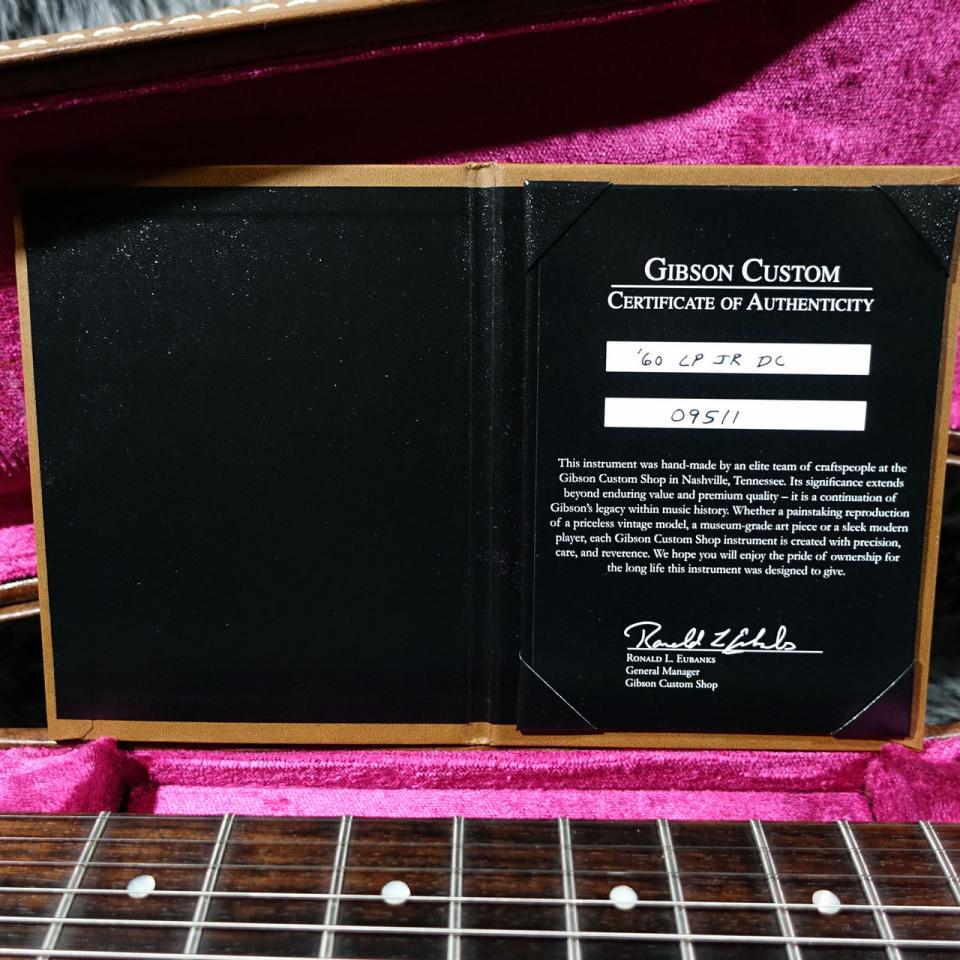 GIBSON CUSTOM
CERTIFICATE OF AUTHENTICITY
'60 LP JR DC
09511
This instrument was hand-made by an elite team of craftspeople at the
Gibson Custom Shop in Nashville, Tennessee. Its significance extends
beyond enduring value and premium quality – it is a continuation of
Gibson's legacy within music history. Whether a painstaking reproduction
of a priceless vintage model, a museum-grade art piece or a sleek modern
player, each Gibson Custom Shop instrument is created with precision,
care, and reverence. We hope you will enjoy the pride of ownership for
the long life this instrument was designed to give.
Ronald L Eubanks
RONALD L. EUBANKS
General Manager
Gibson Custom Shop